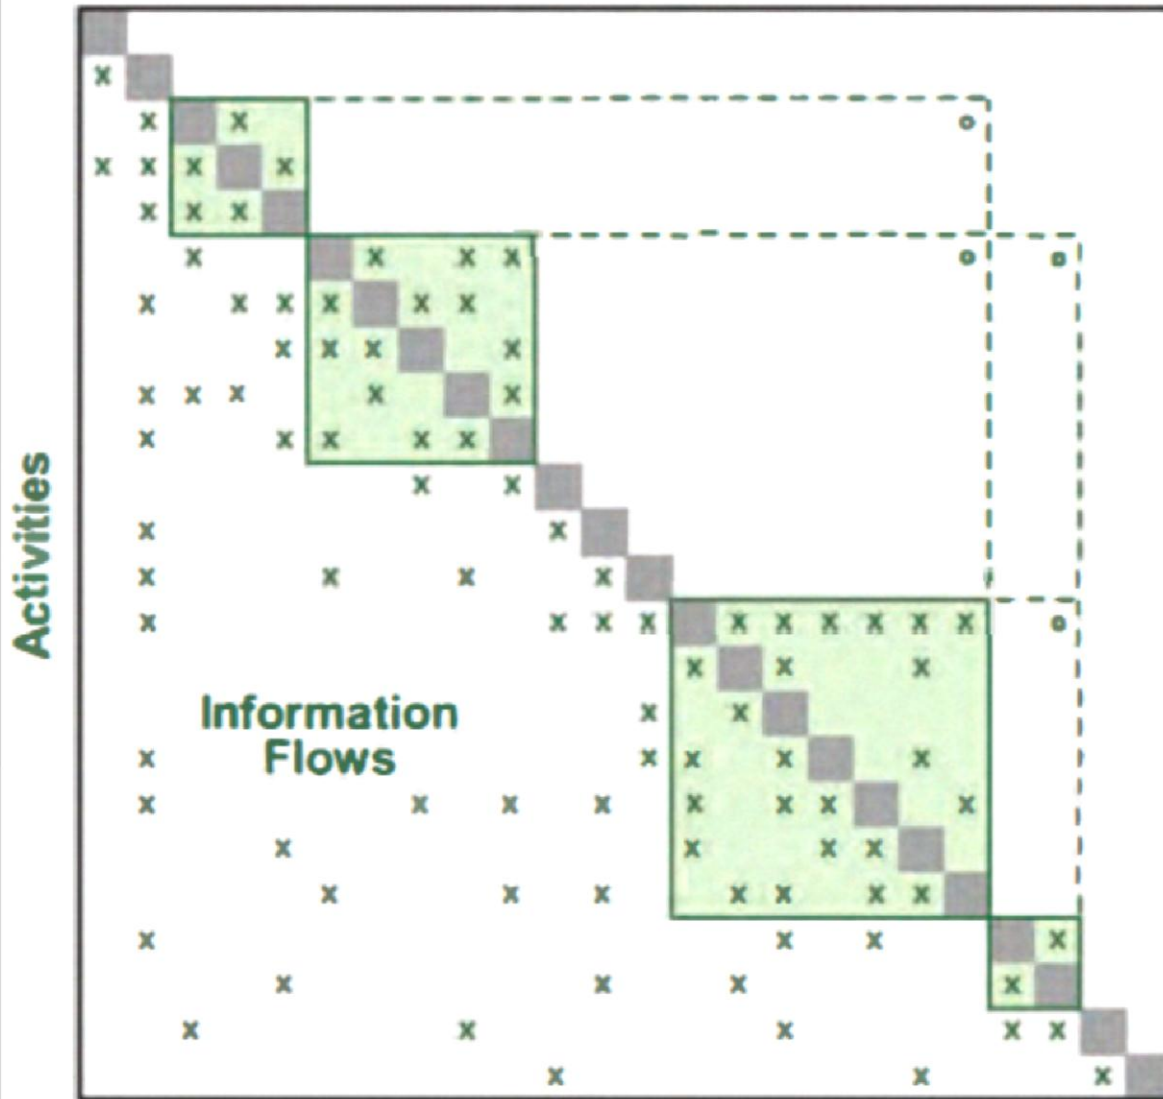 Activities
x
x x o
x x x x
x x x
x x x x o o
x x x x x x
x x x x
x x x x x
x x x x x
x x
x x
x x x x
x x x x x x x x x x o
x x x
Information
x x
Flows
x x x x x
x x x x x x x x
x x x x
x x x x x x x
x x x x
x x x x
x x x x x
x x x